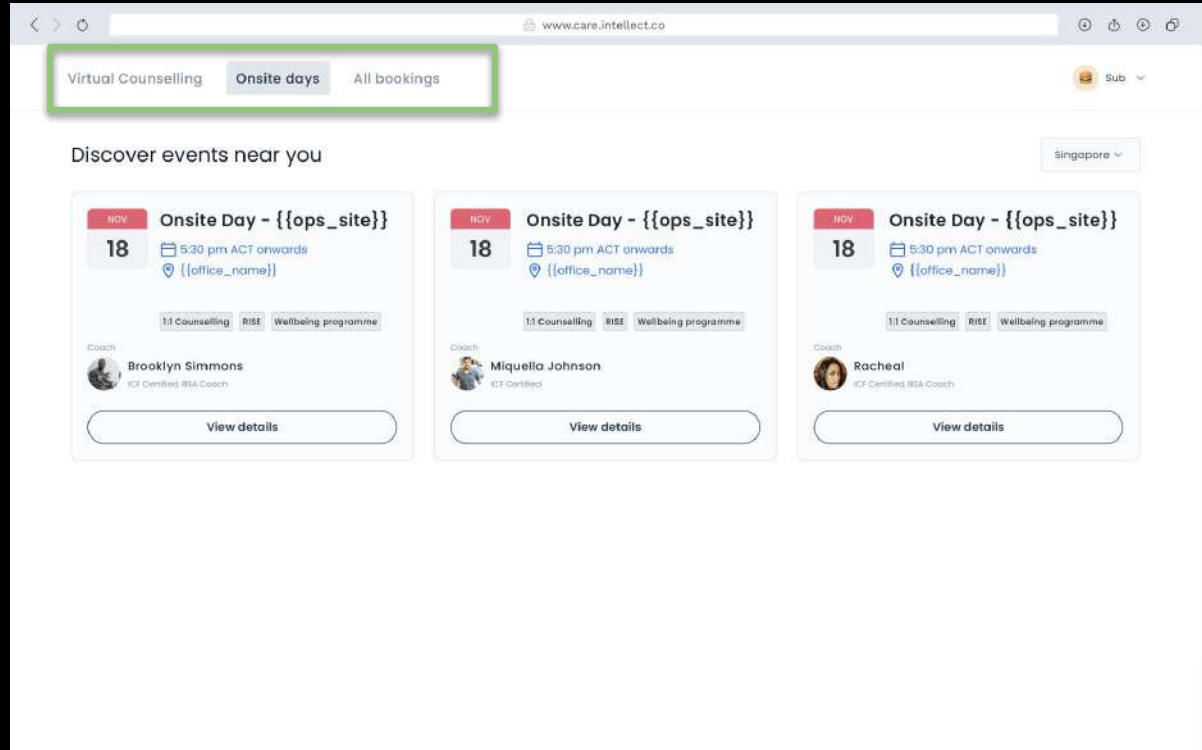 www.care.intellect.co
Virtual Counselling Onsite days All bookings
Sub
Discover events near you
Singapore
NOV
18
Onsite Day - {{ops_site}}
5:30 pm ACT onwards
{{office_name}}
1:1 Counselling RISE Wellbeing programme
Coach
Brooklyn Simmons
ICF Certified, BSA Coach
View details
NOV
18
Onsite Day - {{ops_site}}
5:30 pm ACT onwards
{{office_name}}
1:1 Counselling RISE Wellbeing programme
Coach
Miquella Johnson
ICF Certified
View details
NOV
18
Onsite Day - {{ops_site}}
5:30 pm ACT onwards
{{office_name}}
1:1 Counselling RISE Wellbeing programme
Coach
Racheal
ICF Certified, BSA Coach
View details